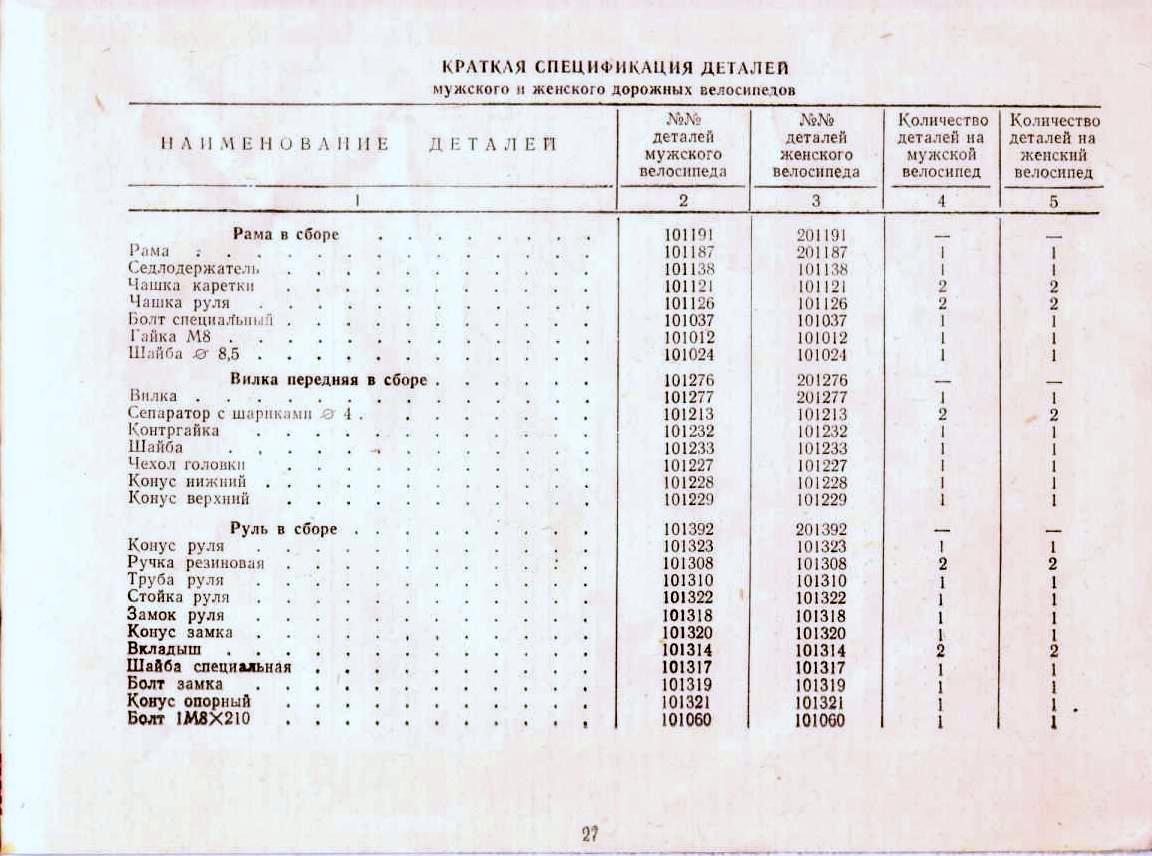 КРАТКАЯ СПЕЦИФИКАЦИЯ ДЕТАЛЕЙ
мужского и женского дорожных велосипедов
НАИМЕНОВАНИЕ ДЕТАЛЕЙ
№№ деталей мужского велосипеда
№№ деталей женского велосипеда
Количество деталей на мужской велосипед
Количество деталей на женский велосипед
1 2 3 4 5
Рама в сборе . . . . . . . . 101191 201191 — —
Рама . . . . . . . . . . . . . . 101187 201187 1 1
Седлодержатель . . . . . . . . . . . 101138 101138 1 1
Чашка каретки . . . . . . . . . . . 101121 101121 2 2
Чашка руля . . . . . . . . . . . . 101126 101126 2 2
Болт специальный . . . . . . . . . . . 101037 101037 1 1
Гайка М8 . . . . . . . . . . . . . 101012 101012 1 1
Шайба ∅ 8,5 . . . . . . . . . . . . 101024 101024 1 1
Вилка передняя в сборе . . . . . . 101276 201276 — —
Вилка . . . . . . . . . . . . . . 101277 201277 1 1
Сепаратор с шариками ∅ 4 . . . . . . . . . 101213 101213 2 2
Контргайка . . . . . . . . . . . . 101232 101232 1 1
Шайба . . . . . . . . . . . . . 101233 101233 1 1
Чехол головки . . . . . . . . . . . 101227 101227 1 1
Конус нижний . . . . . . . . . . . . 101228 101228 1 1
Конус верхний . . . . . . . . . . . 101229 101229 1 1
Руль в сборе . . . . . . . . . 101392 201392 — —
Конус руля . . . . . . . . . . . . 101323 101323 1 1
Ручка резиновая . . . . . . . . . . . 101308 101308 2 2
Труба руля . . . . . . . . . . . . 101310 101310 1 1
Стойка руля . . . . . . . . . . . . 101322 101322 1 1
Замок руля . . . . . . . . . . . . 101318 101318 1 1
Конус замка . . . . . . . . . . . . 101320 101320 1 1
Вкладыш . . . . . . . . . . . . . 101314 101314 2 2
Шайба специальная . . . . . . . . . . 101317 101317 1 1
Болт замка . . . . . . . . . . . . 101319 101319 1 1
Конус опорный . . . . . . . . . . . 101321 101321 1 1
Болт 1М8×210 . . . . . . . . . . . 101060 101060 1 1
27